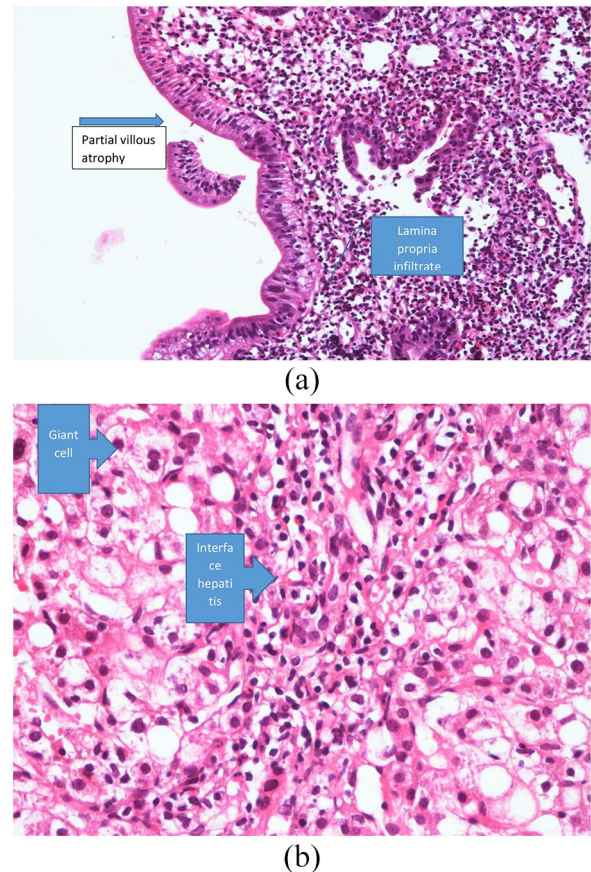 Partial villous
atrophy
Lamina
propria
infiltrate
(a)
Giant
cell
Interfa
ce
hepati
tis
(b)